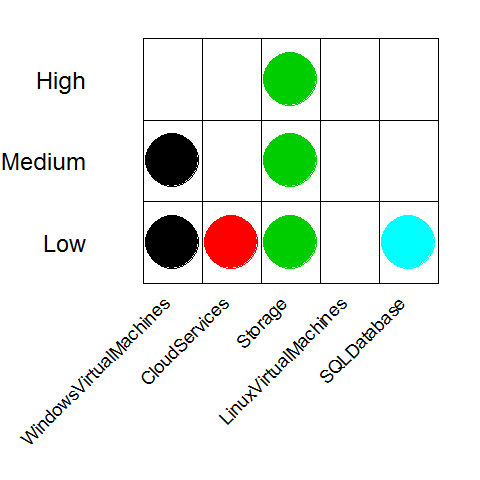 High
Medium
Low
WindowsVirtualMachines
CloudServices
Storage
LinuxVirtualMachines
SQLDatabase